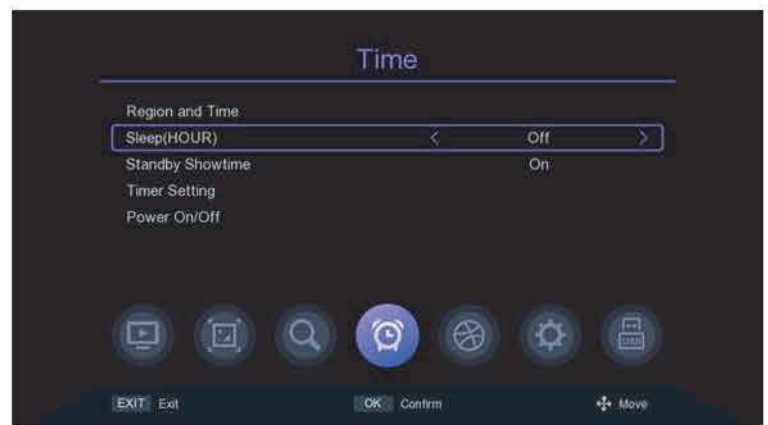 Time
Region and Time
Sleep(HOUR) < Off >
Standby Showtime On
Timer Setting
Power On/Off
EXIT Exit OK Confirm Move